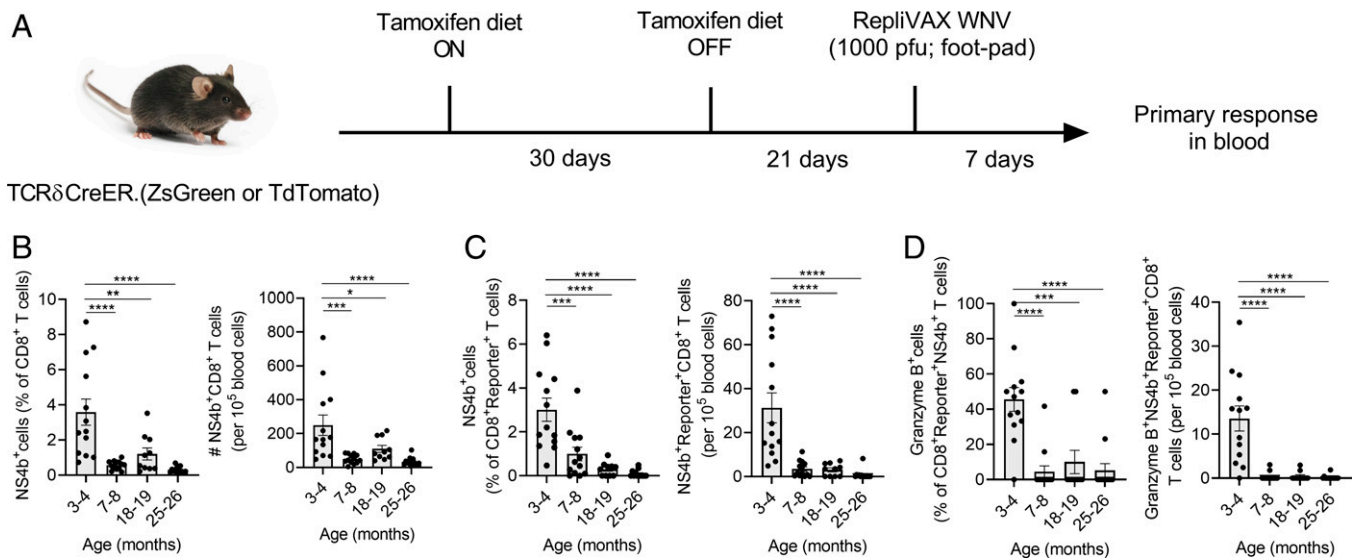 A
Tamoxifen diet
ON
Tamoxifen diet
OFF
RepliVAX WNV
(1000 pfu; foot-pad)
30 days
21 days
7 days
Primary response
in blood
TCRδCreER.(ZsGreen or TdTomato)
B
NS4b⁺cells (% of CD8⁺ T cells)
10
8
6
4
2
0
****
**
****
3-4
7-8
18-19
25-26
Age (months)
# NS4b⁺CD8⁺ T cells
(per 10⁵ blood cells)
1000
800
600
400
200
0
****
*
***
3-4
7-8
18-19
25-26
Age (months)
C
NS4b⁺cells
(% of CD8⁺Reporter⁺ T cells)
8
6
4
2
0
****
****
***
3-4
7-8
18-19
25-26
Age (months)
NS4b⁺Reporter⁺CD8⁺ T cells
(per 10⁵ blood cells)
80
60
40
20
0
****
****
****
3-4
7-8
18-19
25-26
Age (months)
D
Granzyme B⁺cells
(% of CD8⁺Reporter⁺NS4b⁺ T cells)
100
80
60
40
20
0
****
***
****
3-4
7-8
18-19
25-26
Age (months)
Granzyme B⁺NS4b⁺Reporter⁺CD8⁺
T cells (per 10⁵ blood cells)
40
30
20
10
0
****
****
****
3-4
7-8
18-19
25-26
Age (months)